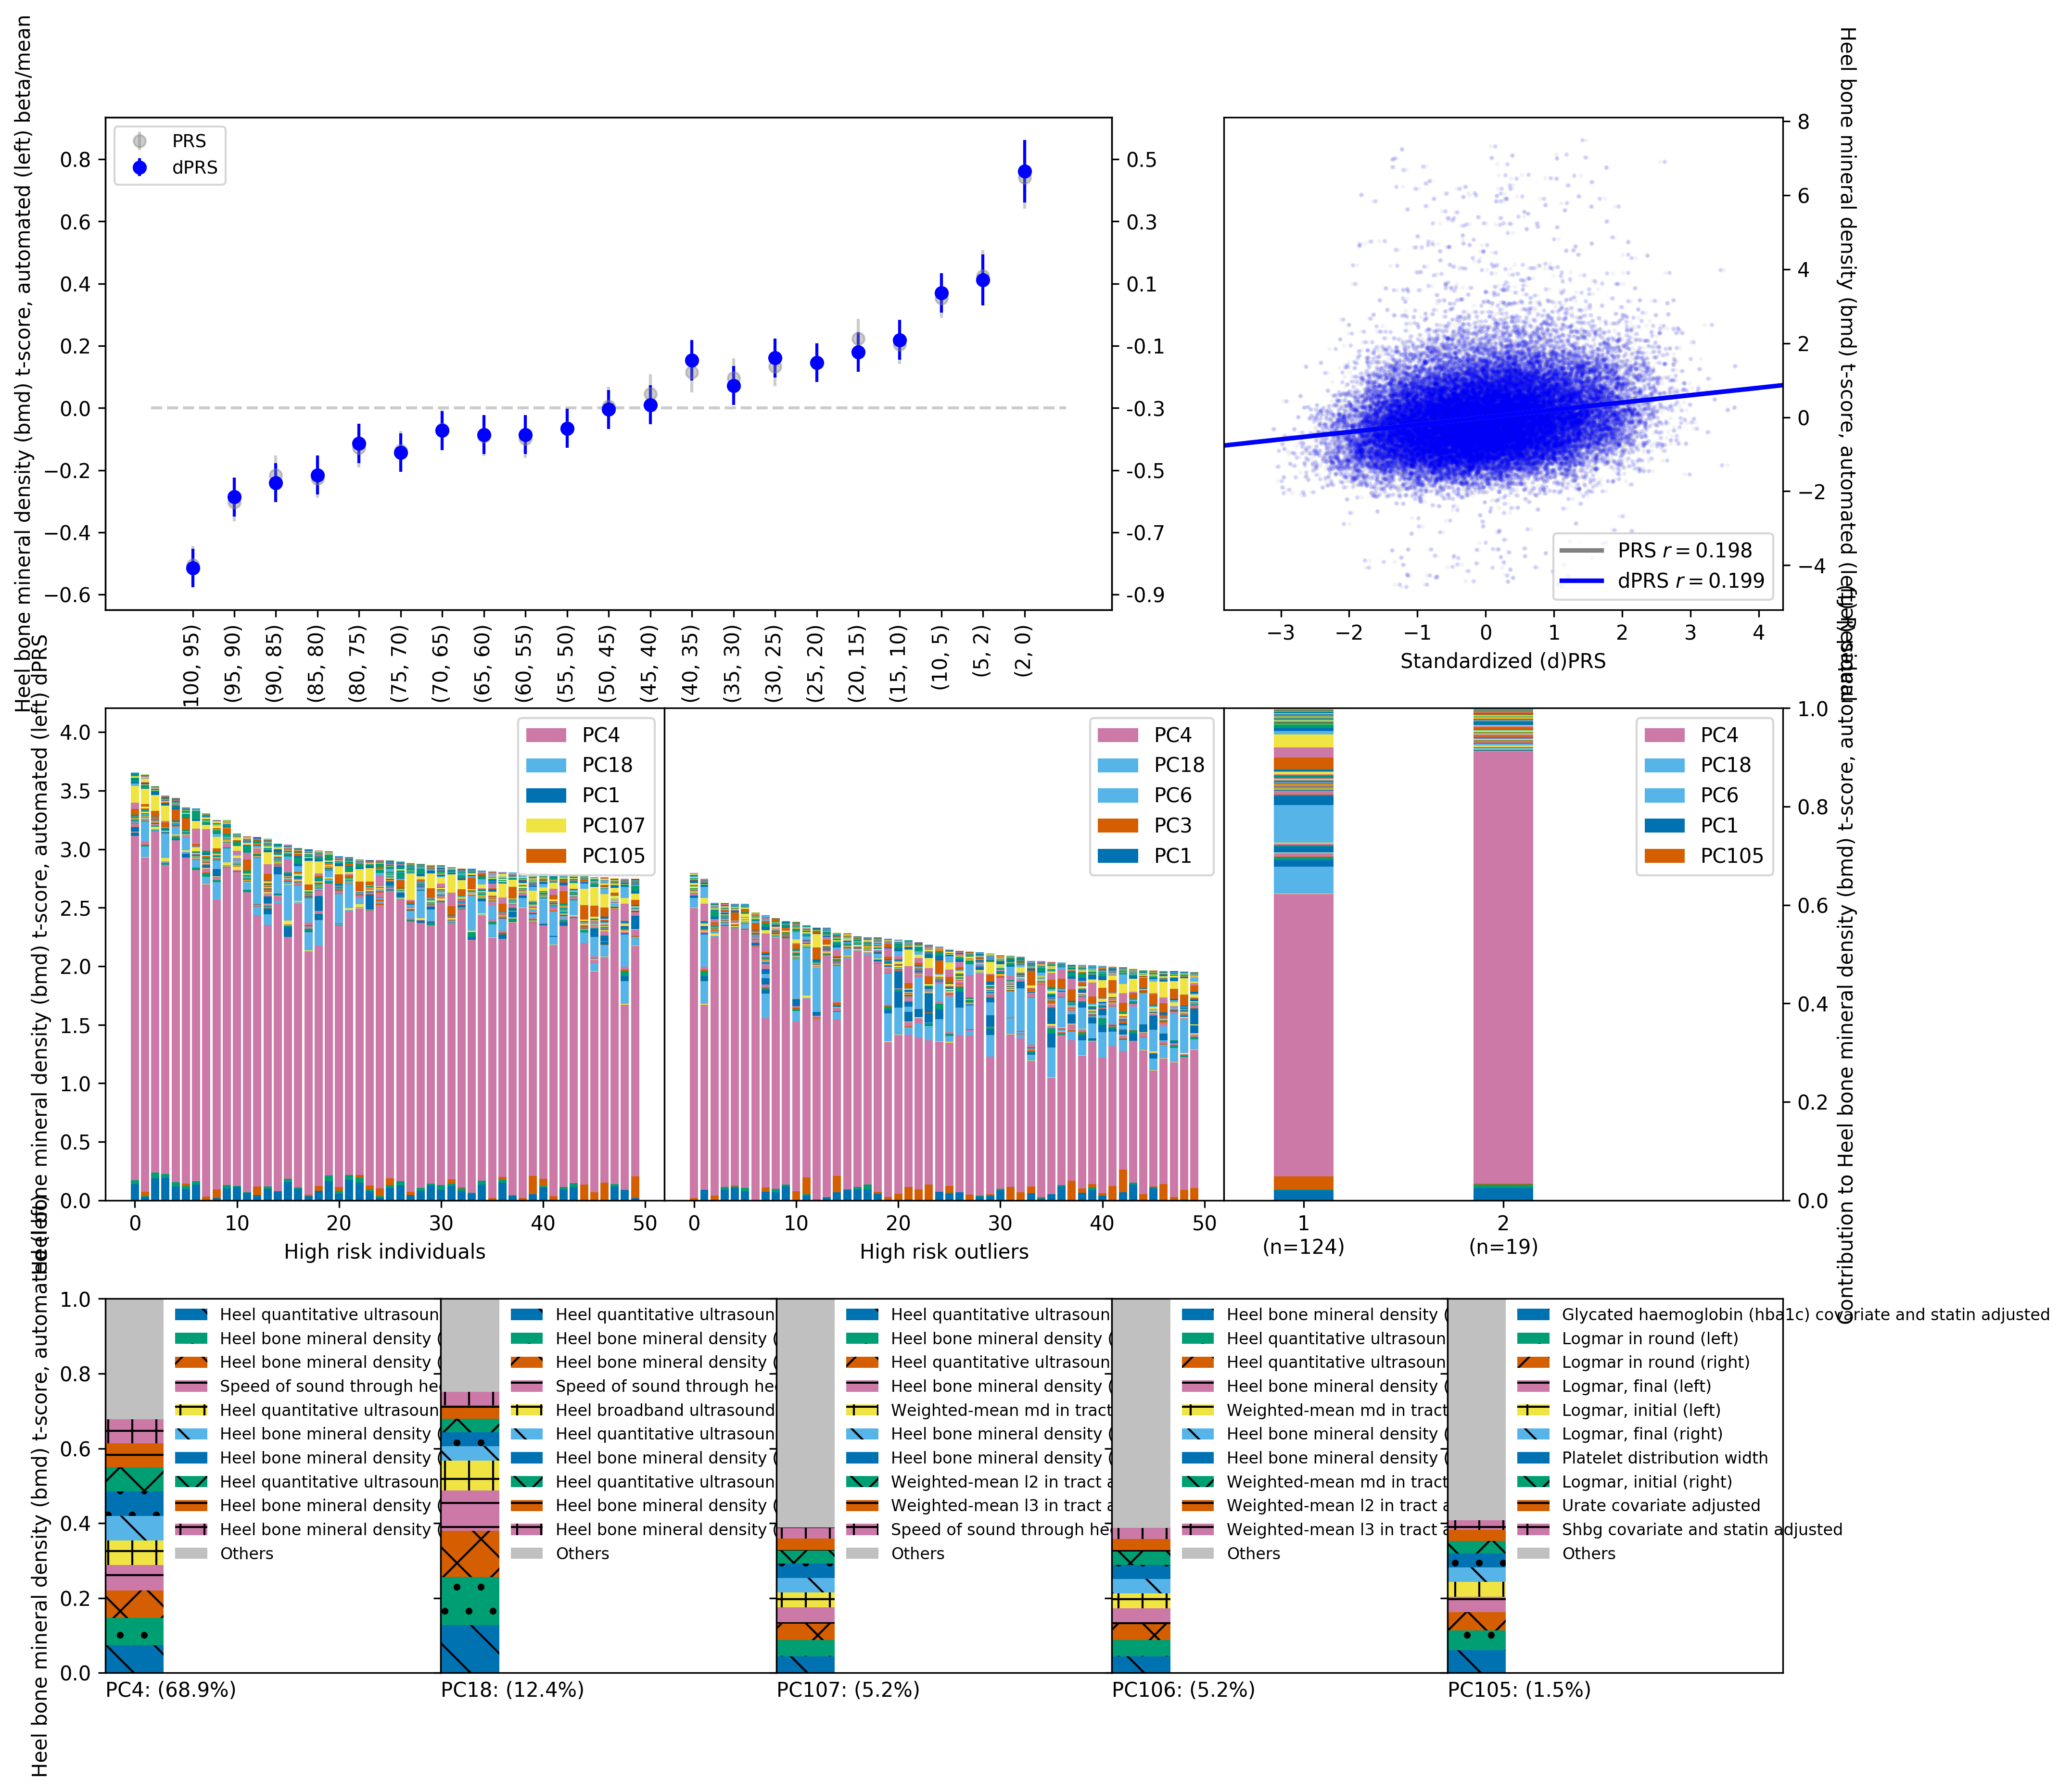 Heel bone mineral density (bmd) t-score, automated (left) beta/mean
PRS
dPRS
0.8
0.6
0.4
0.2
0.0
−0.2
−0.4
−0.6
0.5
0.3
0.1
-0.1
-0.3
-0.5
-0.7
-0.9
100, 95)
(95, 90)
(90, 85)
(85, 80)
(80, 75)
(75, 70)
(70, 65)
(65, 60)
(60, 55)
(55, 50)
(50, 45)
(45, 40)
(40, 35)
(35, 30)
(30, 25)
(25, 20)
(20, 15)
(15, 10)
(10, 5)
(5, 2)
(2, 0)
8
6
4
2
0
−2
−4
PRS r = 0.198
dPRS r = 0.199
−3
−2
−1
0
1
2
3
4
Standardized (d)PRS
Heel bone mineral density (bmd) t-score, automated (left)
bone mineral density (bmd) t-score, automated (left) dPRS
4.0
3.5
3.0
2.5
2.0
1.5
1.0
0.5
0.0
PC4
PC18
PC1
PC107
PC105
0
10
20
30
40
50
High risk individuals
PC4
PC18
PC6
PC3
PC1
0
10
20
30
40
50
High risk outliers
PC4
PC18
PC6
PC1
PC105
1
(n=124)
2
(n=19)
1.0
0.8
0.6
0.4
0.2
0.0
Contribution to Heel bone mineral density (bmd) t-score,
Heel bone mineral density (bmd) t-score, automated (left)
1.0
0.8
0.6
0.4
0.2
0.0
Heel quantitative ultrasoun
Heel bone mineral density (
Heel bone mineral density (
Speed of sound through he
Heel quantitative ultrasoun
Heel bone mineral density (
Heel bone mineral density (
Heel quantitative ultrasoun
Heel bone mineral density (
Heel bone mineral density (
Others
PC4: (68.9%)
Heel quantitative ultrasoun
Heel bone mineral density (
Heel bone mineral density (
Speed of sound through he
Heel broadband ultrasound
Heel quantitative ultrasoun
Heel bone mineral density (
Heel quantitative ultrasoun
Heel bone mineral density (
Heel bone mineral density (
Others
PC18: (12.4%)
Heel quantitative ultrasoun
Heel bone mineral density (
Heel quantitative ultrasoun
Heel bone mineral density (
Weighted-mean md in tract
Heel bone mineral density (
Heel bone mineral density (
Weighted-mean l2 in tract a
Weighted-mean l3 in tract a
Speed of sound through he
Others
PC107: (5.2%)
Heel bone mineral density (
Heel quantitative ultrasoun
Heel quantitative ultrasoun
Heel bone mineral density (
Weighted-mean md in tract
Heel bone mineral density (
Heel bone mineral density (
Weighted-mean md in tract
Weighted-mean l2 in tract a
Weighted-mean l3 in tract a
Others
PC106: (5.2%)
Glycated haemoglobin (hba1c) covariate and statin adjusted
Logmar in round (left)
Logmar in round (right)
Logmar, final (left)
Logmar, initial (left)
Logmar, final (right)
Platelet distribution width
Logmar, initial (right)
Urate covariate adjusted
Shbg covariate and statin adjusted
Others
PC105: (1.5%)